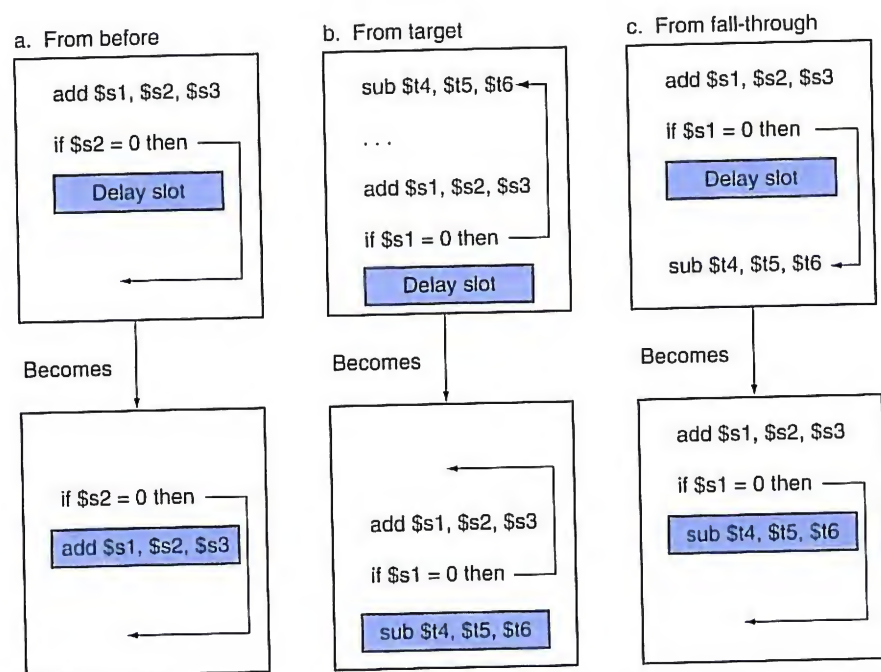 a. From before
add $s1, $s2, $s3
if $s2 = 0 then
Delay slot
Becomes
if $s2 = 0 then
add $s1, $s2, $s3
b. From target
sub $t4, $t5, $t6
. . .
add $s1, $s2, $s3
if $s1 = 0 then
Delay slot
Becomes
add $s1, $s2, $s3
if $s1 = 0 then
sub $t4, $t5, $t6
c. From fall-through
add $s1, $s2, $s3
if $s1 = 0 then
Delay slot
sub $t4, $t5, $t6
Becomes
add $s1, $s2, $s3
if $s1 = 0 then
sub $t4, $t5, $t6